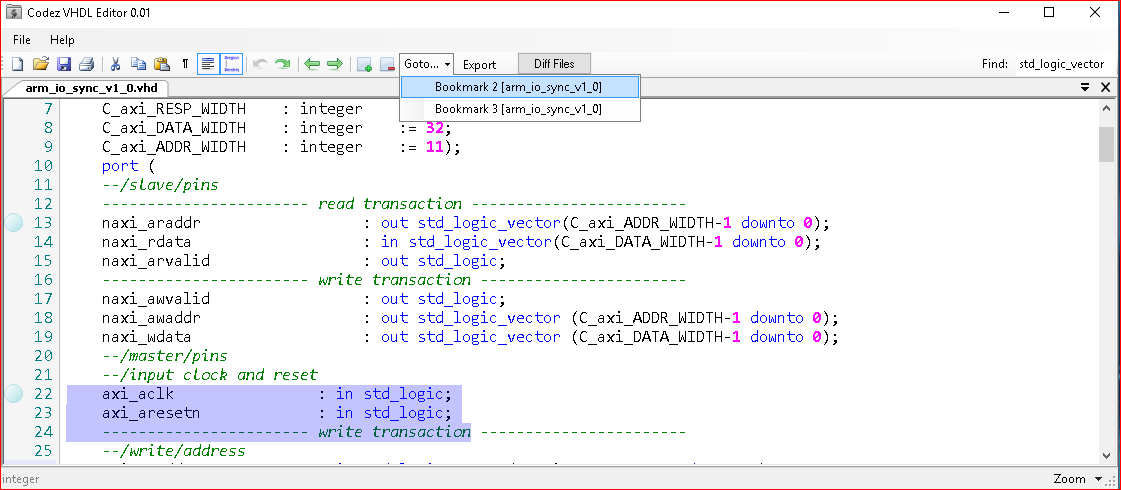 Codez VHDL Editor 0.01
File Help
¶ Goto... Export Diff Files Find: std_logic_vector
Bookmark 2 [arm_io_sync_v1_0]
Bookmark 3 [arm_io_sync_v1_0]
arm_io_sync_v1_0.vhd
7 C_axi_RESP_WIDTH : integer
8 C_axi_DATA_WIDTH : integer := 32;
9 C_axi_ADDR_WIDTH : integer := 11);
10 port (
11 --/slave/pins
12 ----------------------- read transaction ------------------------
13 naxi_araddr : out std_logic_vector(C_axi_ADDR_WIDTH-1 downto 0);
14 naxi_rdata : in std_logic_vector(C_axi_DATA_WIDTH-1 downto 0);
15 naxi_arvalid : out std_logic;
16 ----------------------- write transaction -----------------------
17 naxi_awvalid : out std_logic;
18 naxi_awaddr : out std_logic_vector (C_axi_ADDR_WIDTH-1 downto 0);
19 naxi_wdata : out std_logic_vector (C_axi_DATA_WIDTH-1 downto 0);
20 --/master/pins
21 --/input clock and reset
22 axi_aclk : in std_logic;
23 axi_aresetn : in std_logic;
24 ----------------------- write transaction -----------------------
25 --/write/address
integer Zoom